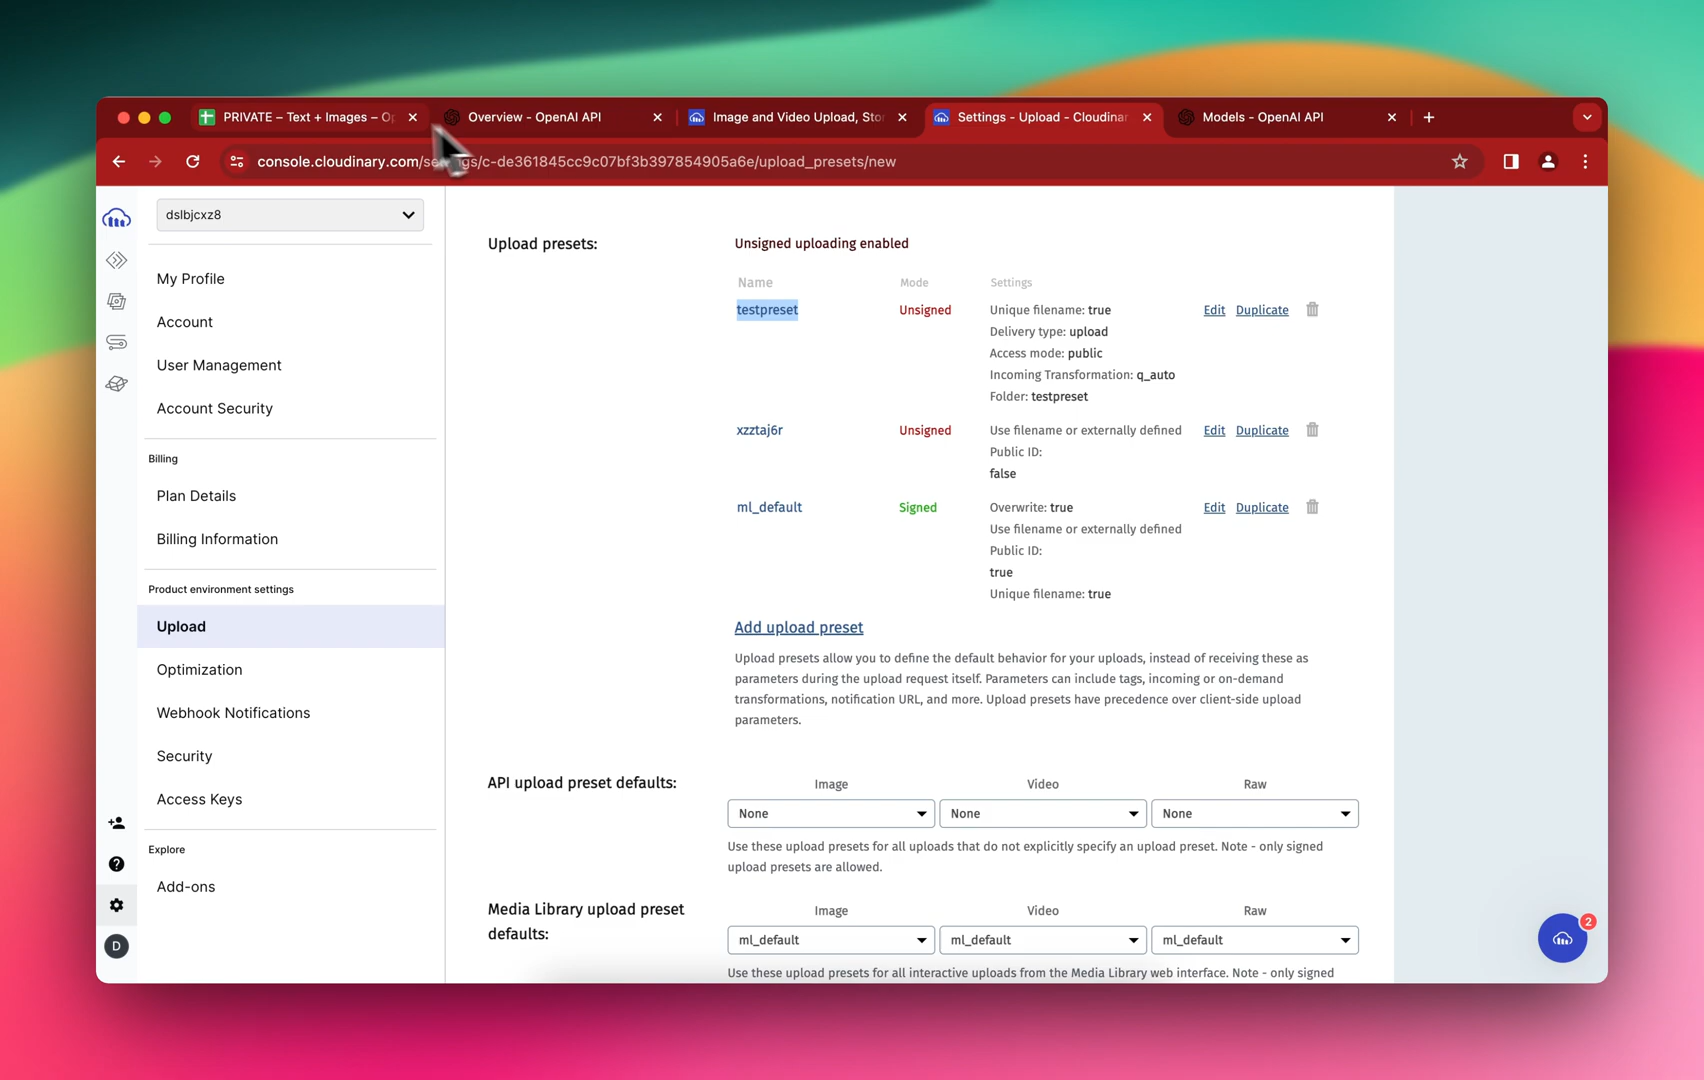 PRIVATE – Text + Images – Op
Overview - OpenAI API
Image and Video Upload, Stor
Settings - Upload - Cloudinar
Models - OpenAI API
console.cloudinary.com/settings/c-de361845cc9c07bf3b397854905a6e/upload_presets/new
dslbjcxz8
My Profile
Account
User Management
Account Security
Billing
Plan Details
Billing Information
Product environment settings
Upload
Optimization
Webhook Notifications
Security
Access Keys
Explore
Add-ons
D
Upload presets:
Unsigned uploading enabled
Name Mode Settings
testpreset Unsigned Unique filename: true Edit Duplicate
Delivery type: upload
Access mode: public
Incoming Transformation: q_auto
Folder: testpreset
xzztaj6r Unsigned Use filename or externally defined Edit Duplicate
Public ID:
false
ml_default Signed Overwrite: true Edit Duplicate
Use filename or externally defined
Public ID:
true
Unique filename: true
Add upload preset
Upload presets allow you to define the default behavior for your uploads, instead of receiving these as
parameters during the upload request itself. Parameters can include tags, incoming or on-demand
transformations, notification URL, and more. Upload presets have precedence over client-side upload
parameters.
API upload preset defaults:
Image Video Raw
None None None
Use these upload presets for all uploads that do not explicitly specify an upload preset. Note - only signed
upload presets are allowed.
Media Library upload preset
defaults:
Image Video Raw
ml_default ml_default ml_default
Use these upload presets for all interactive uploads from the Media Library web interface. Note - only signed
2